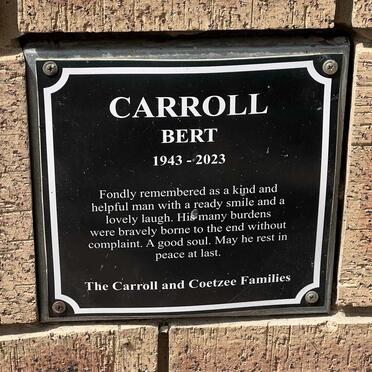 CARROLL
BERT
1943 - 2023
Fondly remembered as a kind and
helpful man with a ready smile and a
lovely laugh. His many burdens
were bravely borne to the end without
complaint. A good soul. May he rest in
peace at last.
The Carroll and Coetzee Families